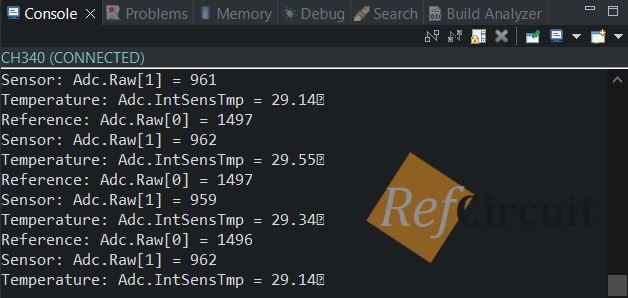 Console Problems Memory Debug Search Build Analyzer
CH340 (CONNECTED)
Sensor: Adc.Raw[1] = 961
Temperature: Adc.IntSensTmp = 29.14
Reference: Adc.Raw[0] = 1497
Sensor: Adc.Raw[1] = 962
Temperature: Adc.IntSensTmp = 29.55
Reference: Adc.Raw[0] = 1497
Sensor: Adc.Raw[1] = 959
Temperature: Adc.IntSensTmp = 29.34
Reference: Adc.Raw[0] = 1496
Sensor: Adc.Raw[1] = 962
Temperature: Adc.IntSensTmp = 29.14
RefCircuit